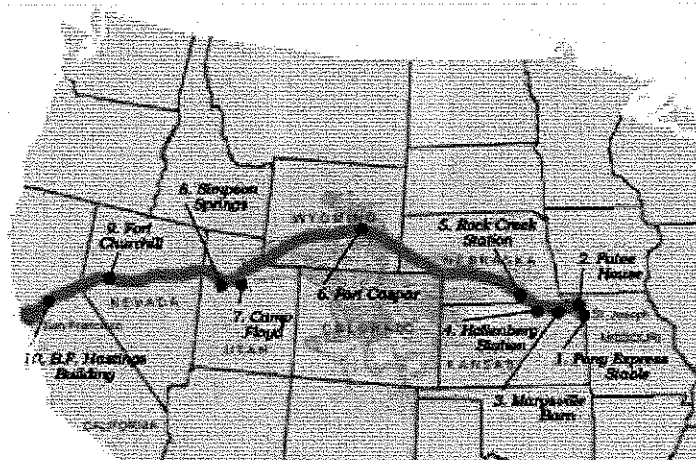 8. Simpson
Springs
WYOMING
9. Fort
Churchill
5. Rock Creek
Station
NEBRASKA
2. Patee
House
NEVADA
6. Fort Caspar
7. Camp
Floyd
UTAH
COLORADO
4. Hollenberg
Station
KANSAS
St. Joseph
MISSOURI
1. Pony Express
Stable
San Francisco
10. B.F. Hastings
Building
3. Marysville
Barn
CALIFORNIA